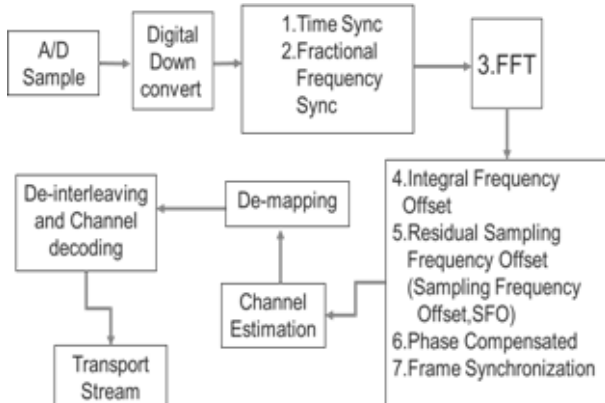 A/D
Sample
Digital
Down
convert
1.Time Sync
2.Fractional
Frequency
Sync
3.FFT
4.Integral Frequency
Offset
5.Residual Sampling
Frequency Offset
(Sampling Frequency
Offset,SFO)
6.Phase Compensated
7.Frame Synchronization
Channel
Estimation
De-mapping
De-interleaving
and Channel
decoding
Transport
Stream